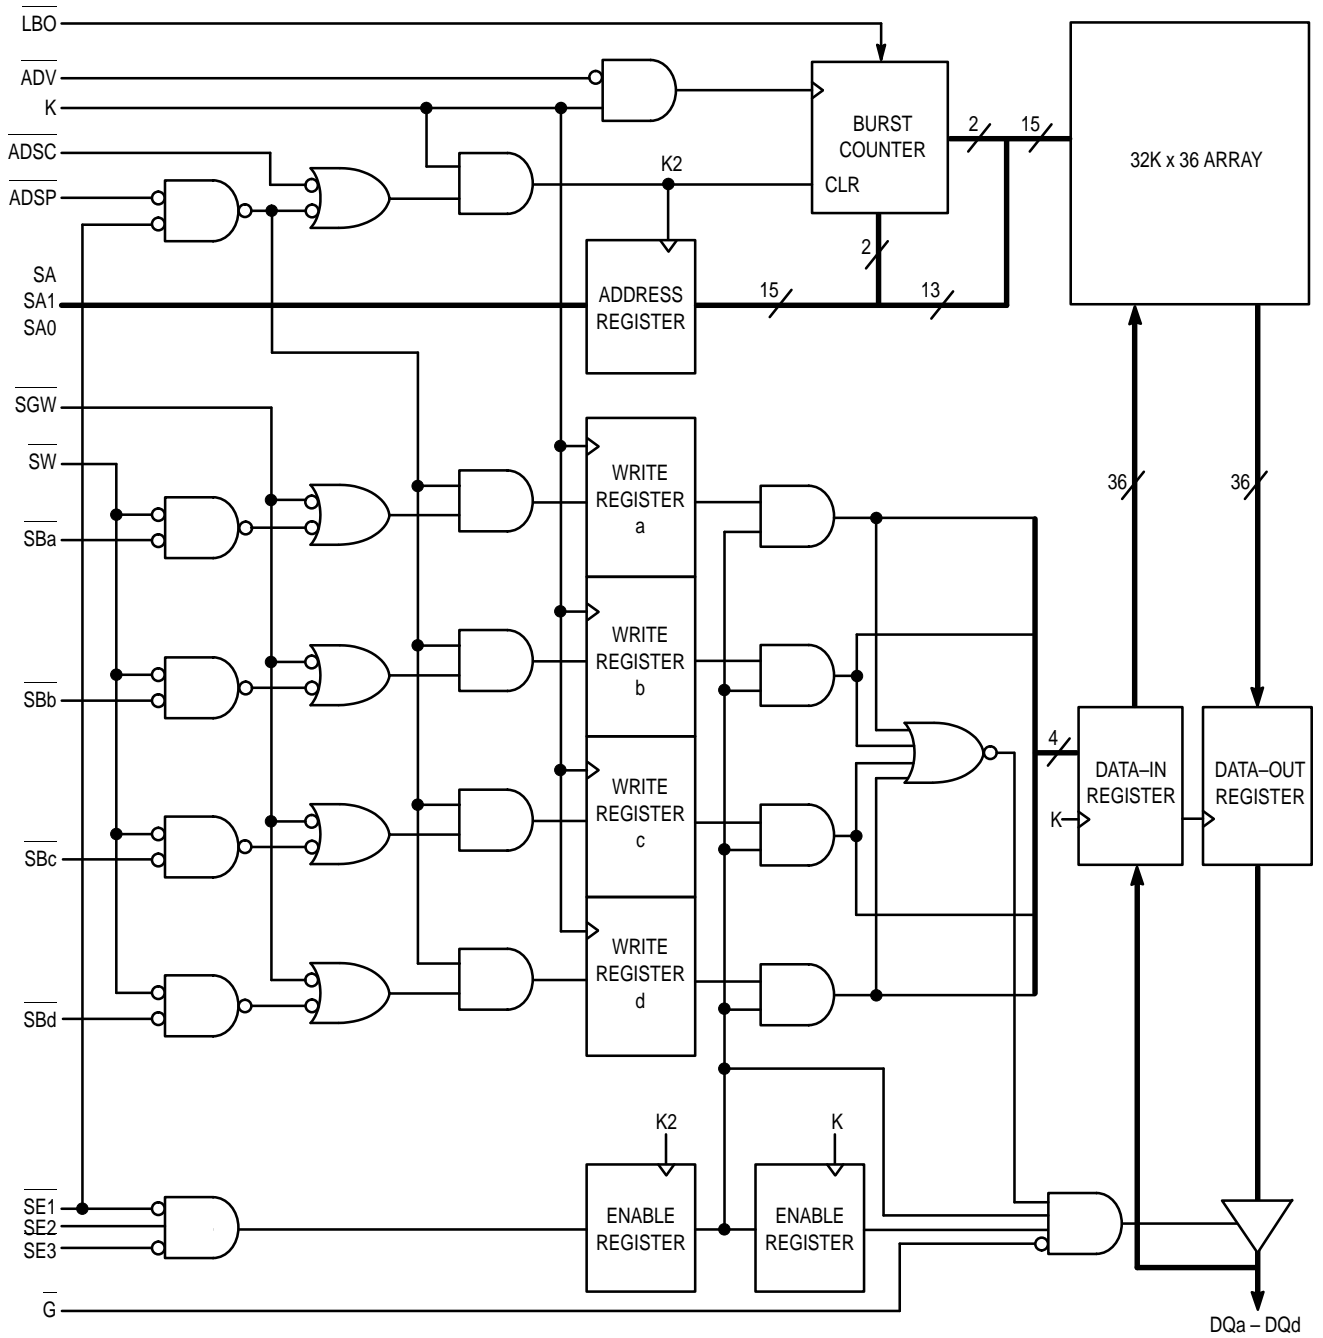 LBO
ADV
K
ADSC
ADSP
K2
BURST
COUNTER
CLR
2
15
32K x 36 ARRAY
2
SA
SA1
SA0
ADDRESS
REGISTER
15
13
SGW
SW
SBa
WRITE
REGISTER
a
36
36
SBb
WRITE
REGISTER
b
4
DATA–IN
REGISTER
K
DATA–OUT
REGISTER
SBc
WRITE
REGISTER
c
SBd
WRITE
REGISTER
d
K2
K
SE1
SE2
SE3
ENABLE
REGISTER
ENABLE
REGISTER
G
DQa – DQd